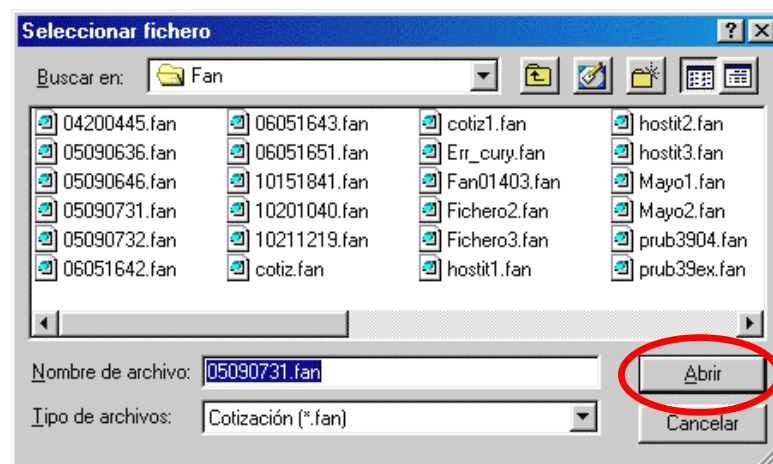 Seleccionar fichero
Buscar en: Fan
04200445.fan 06051643.fan cotiz1.fan hostit2.fan
05090636.fan 06051651.fan Err_cury.fan hostit3.fan
05090646.fan 10151841.fan Fan01403.fan Mayo1.fan
05090731.fan 10201040.fan Fichero2.fan Mayo2.fan
05090732.fan 10211219.fan Fichero3.fan prub3904.fan
06051642.fan cotiz.fan hostit1.fan prub39ex.fan
Nombre de archivo: 05090731.fan Abrir
Tipo de archivos: Cotización (*.fan) Cancelar